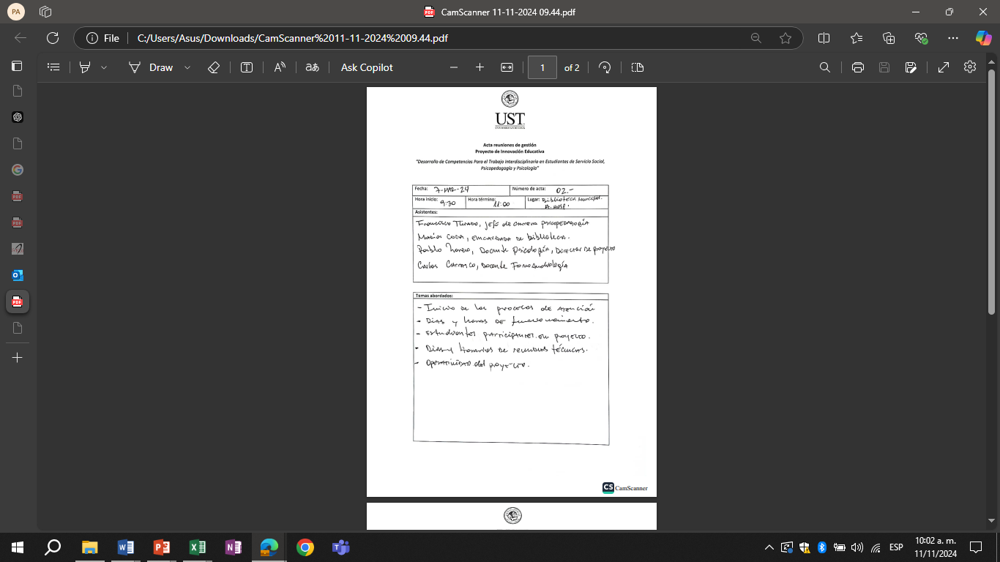 PA
CamScanner 11-11-2024 09.44.pdf
File
C:/Users/Asus/Downloads/CamScanner%2011-11-2024%2009.44.pdf
Draw
aあ
Ask Copilot
1 of 2
UST
Acta reuniones de gestión
Proyecto de Innovación Educativa
"Desarrollo de Competencias Para el Trabajo Interdisciplinario en Estudiantes de Servicio Social,
Psicopedagogía y Psicología"
Fecha: 7-MAR-24 Número de acta: 02.-
Hora inicio: 9:30 Hora término: 11:00 Lugar: Biblioteca Municipal.
A. Hosp.
Asistentes:
Francisco Tirado, Jefe de carrera psicopedagogía
María, encargada de biblioteca.
Pablo, Docente Psicología, Director de proyecto
Carlos Carrasco, Docente Fonoaudiología
Temas abordados:
- Inicio de los procesos de atención
- Días y horas de funcionamiento.
- Estudiantes participantes en proyecto.
- Días y horarios de reuniones técnicas.
- Operatividad del proyecto.
CS CamScanner
ESP
10:02 a. m.
11/11/2024